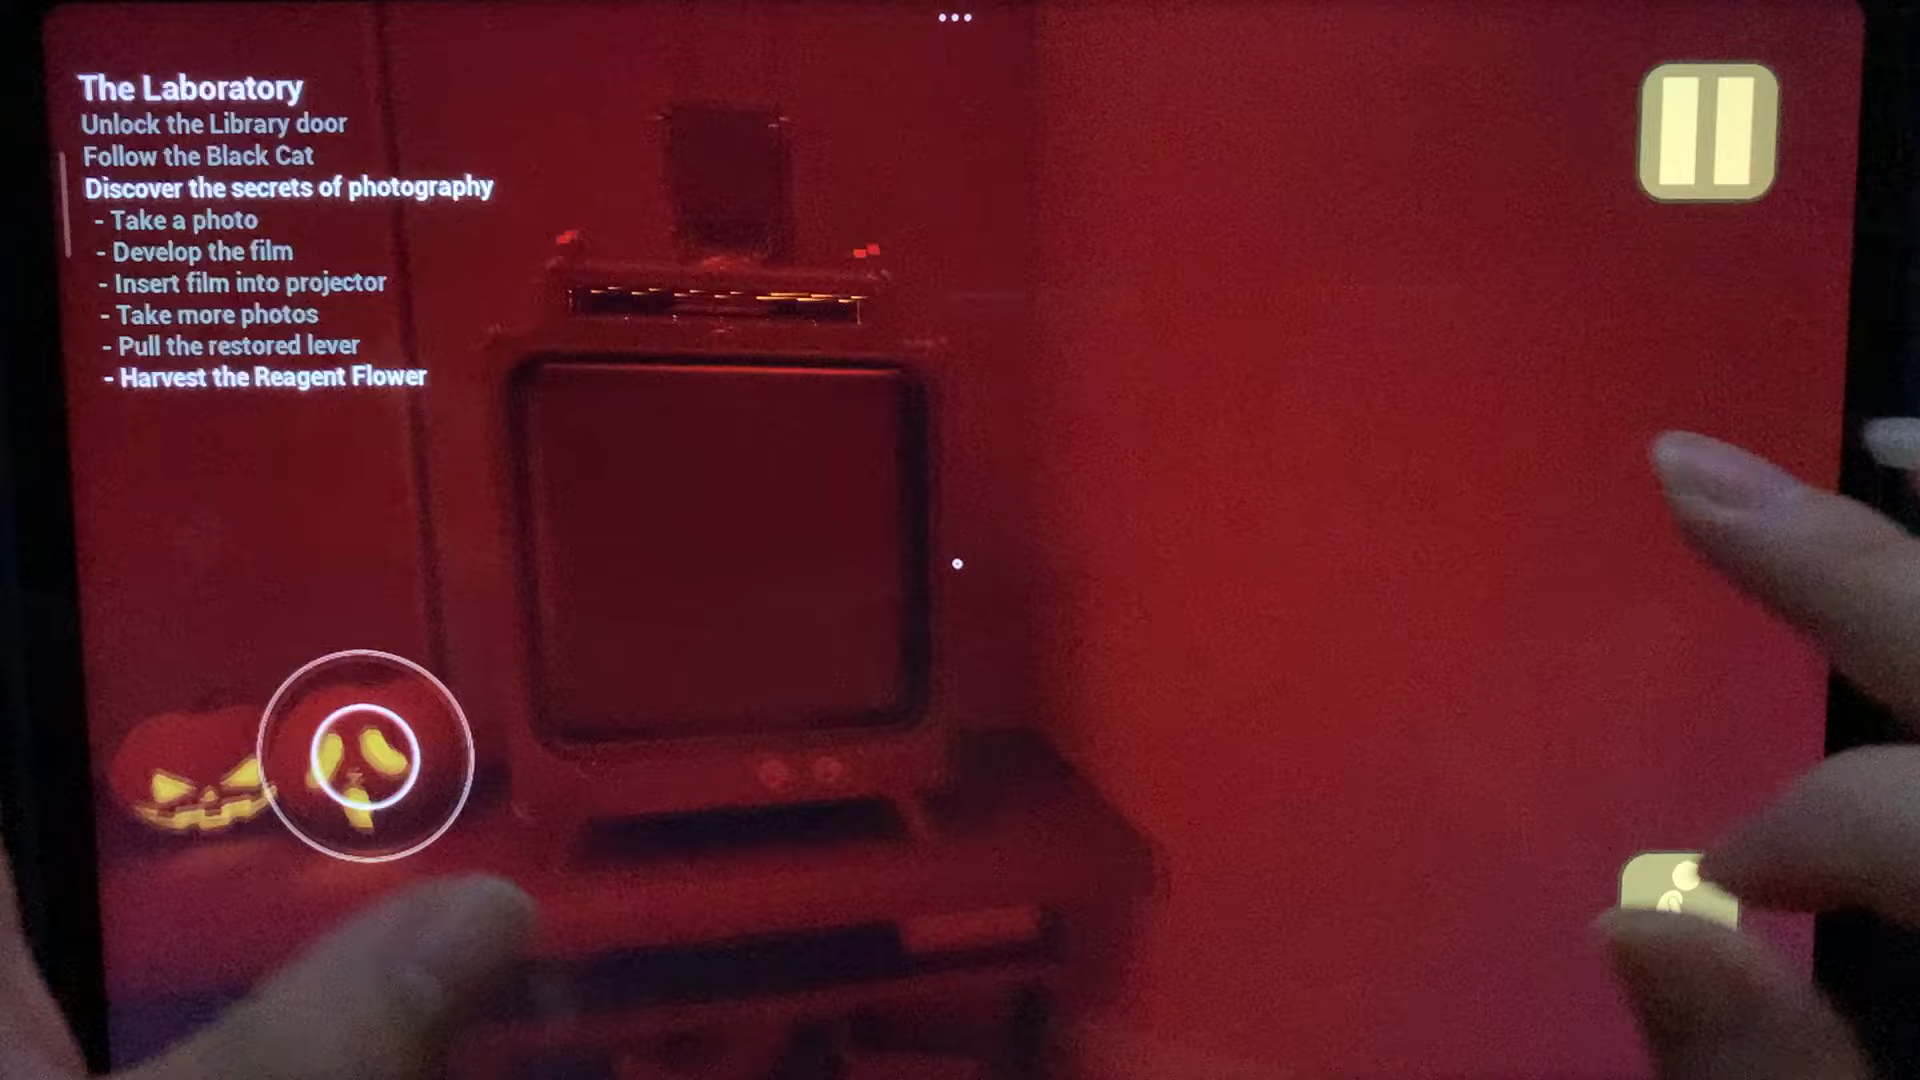 The Laboratory
Unlock the Library door
Follow the Black Cat
Discover the secrets of photography
- Take a photo
- Develop the film
- Insert film into projector
- Take more photos
- Pull the restored lever
- Harvest the Reagent Flower